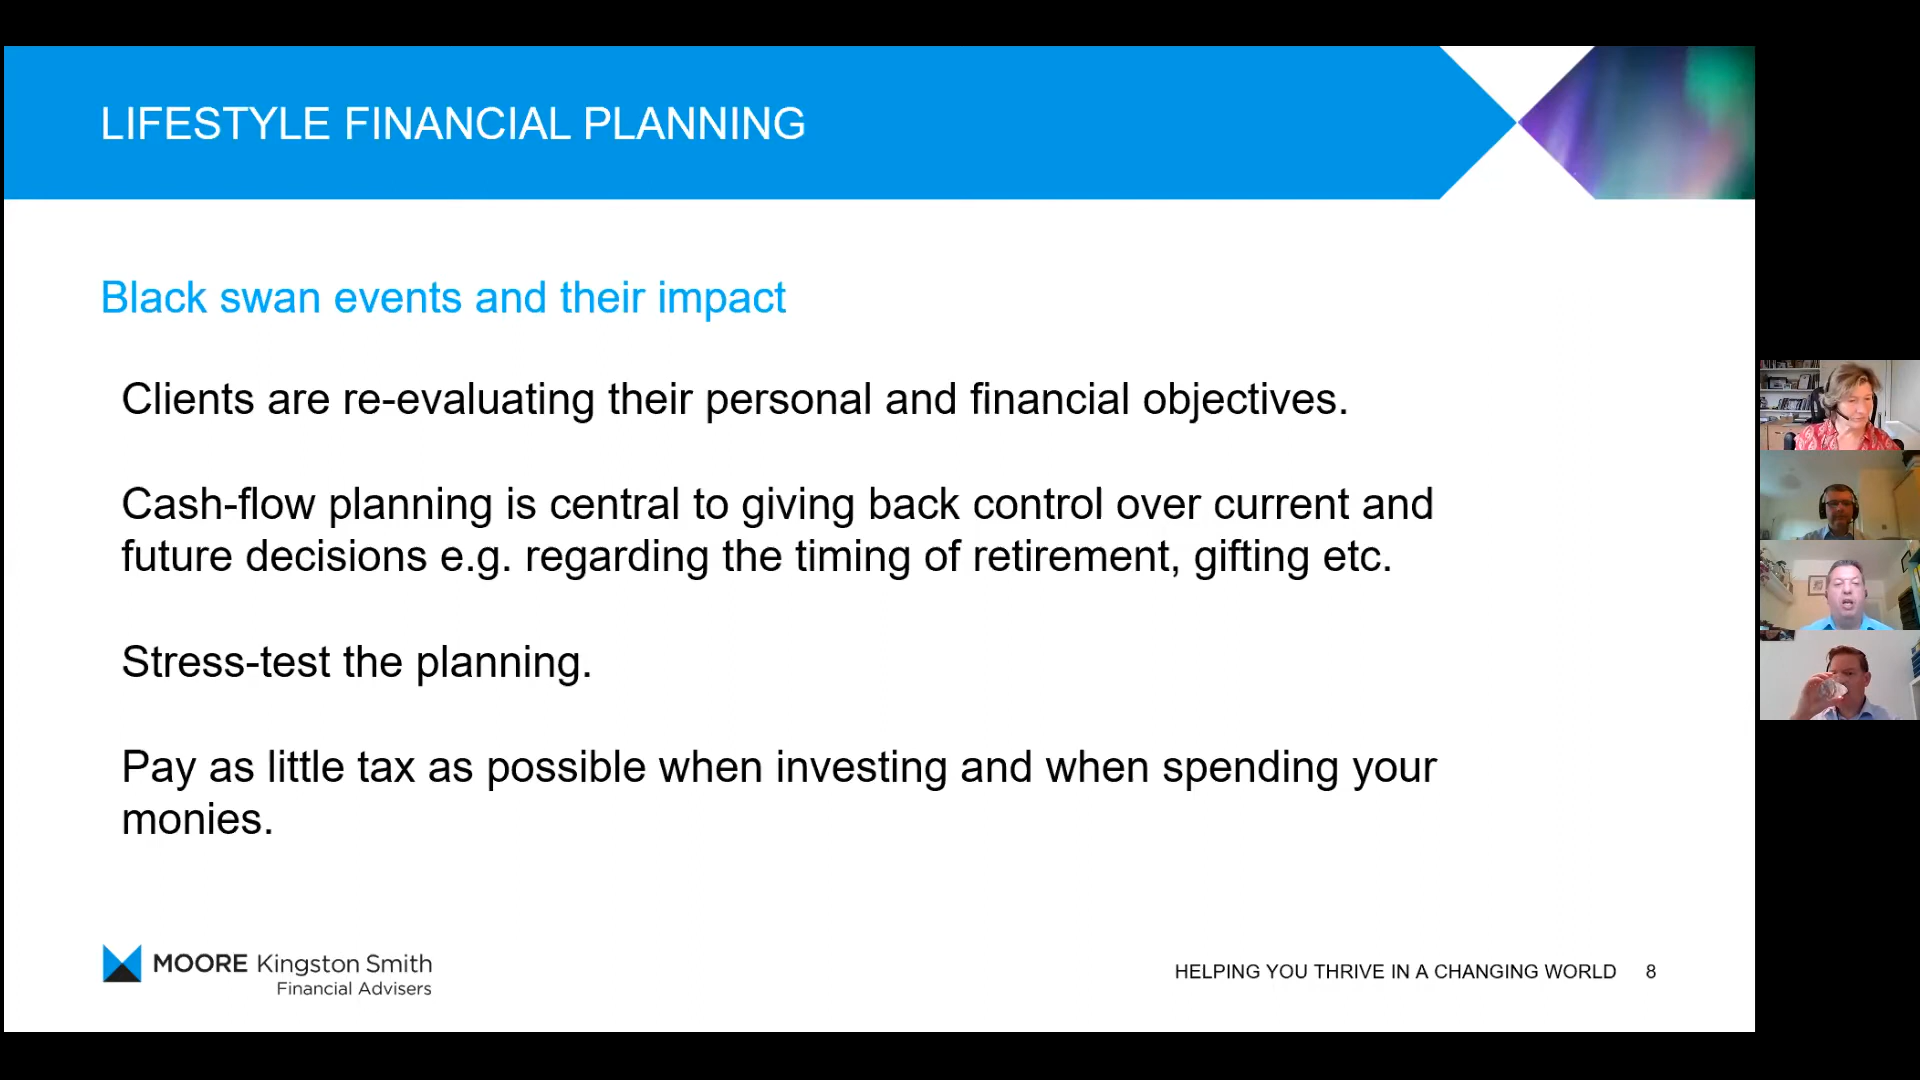 LIFESTYLE FINANCIAL PLANNING
Black swan events and their impact
Clients are re-evaluating their personal and financial objectives.
Cash-flow planning is central to giving back control over current and
future decisions e.g. regarding the timing of retirement, gifting etc.
Stress-test the planning.
Pay as little tax as possible when investing and when spending your
monies.
MOORE Kingston Smith
Financial Advisers
HELPING YOU THRIVE IN A CHANGING WORLD 8